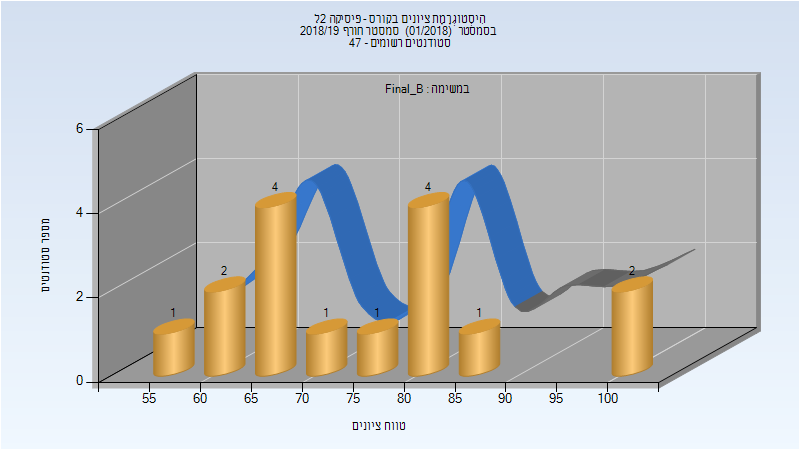 היסטוגרמת ציונים בקורס - פיסיקה 2ל
בסמסטר (01/2018) סמסטר חורף 2018/19
סטודנטים רשומים - 47
במשימה : Final_B
מספר סטודנטים
6
4
2
0
1
2
4
1
1
4
1
2
55 60 65 70 75 80 85 90 95 100
טווח ציונים